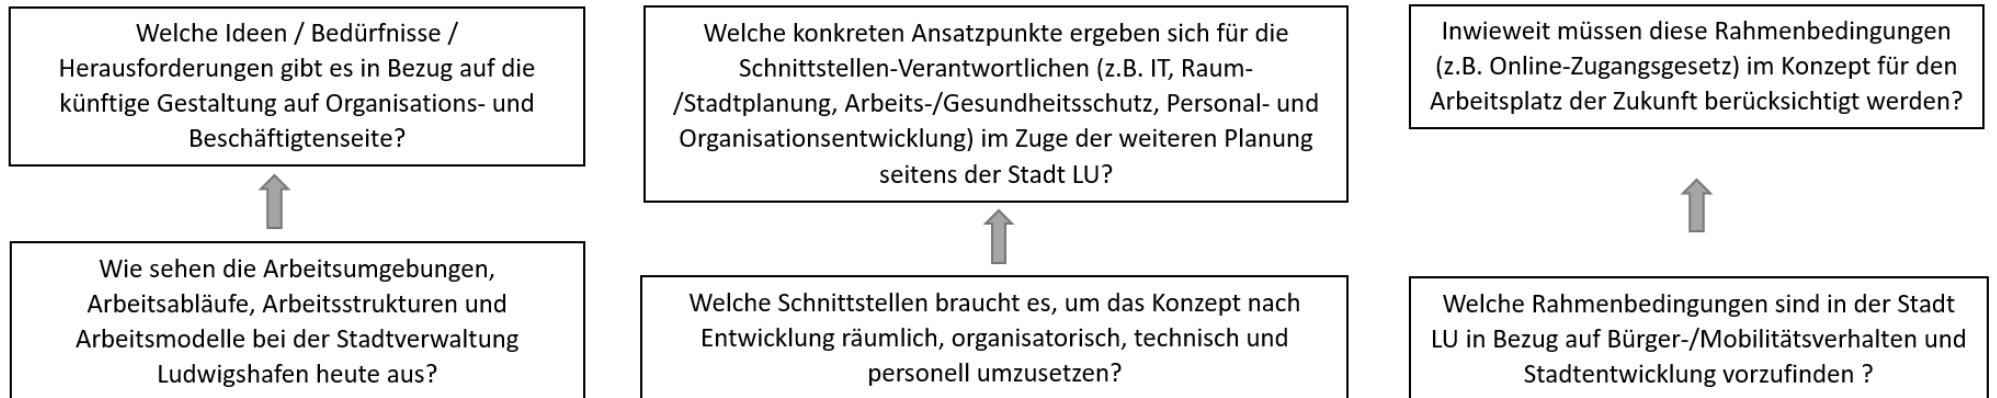 Welche Ideen / Bedürfnisse /
Herausforderungen gibt es in Bezug auf die
künftige Gestaltung auf Organisations- und
Beschäftigtenseite?
Welche konkreten Ansatzpunkte ergeben sich für die
Schnittstellen-Verantwortlichen (z.B. IT, Raum-
/Stadtplanung, Arbeits-/Gesundheitsschutz, Personal- und
Organisationsentwicklung) im Zuge der weiteren Planung
seitens der Stadt LU?
Inwieweit müssen diese Rahmenbedingungen
(z.B. Online-Zugangsgesetz) im Konzept für den
Arbeitsplatz der Zukunft berücksichtigt werden?
Wie sehen die Arbeitsumgebungen,
Arbeitsabläufe, Arbeitsstrukturen und
Arbeitsmodelle bei der Stadtverwaltung
Ludwigshafen heute aus?
Welche Schnittstellen braucht es, um das Konzept nach
Entwicklung räumlich, organisatorisch, technisch und
personell umzusetzen?
Welche Rahmenbedingungen sind in der Stadt
LU in Bezug auf Bürger-/Mobilitätsverhalten und
Stadtentwicklung vorzufinden ?